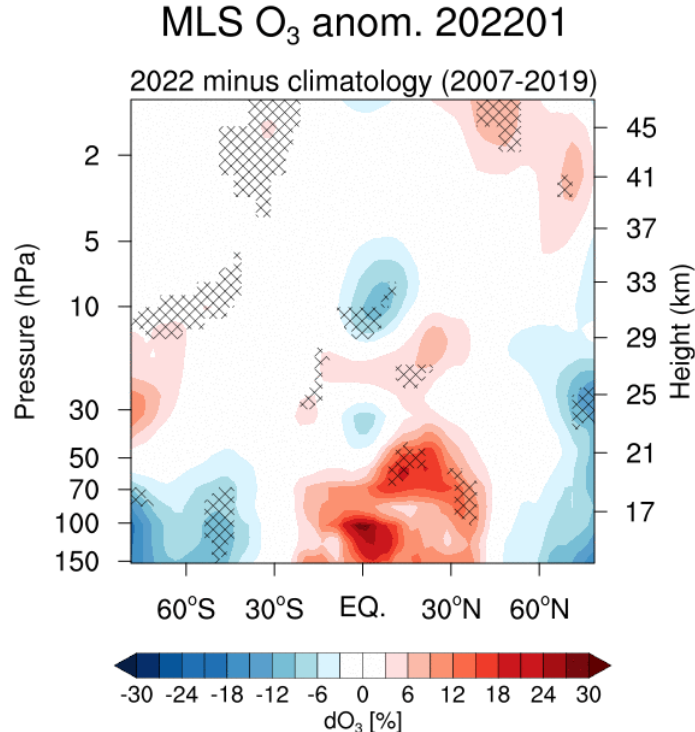 MLS O₃ anom. 202201
2022 minus climatology (2007-2019)
Pressure (hPa)
2
5
10
30
50
70
100
150
45
41
37
33
29
25
21
17
Height (km)
60°S 30°S EQ. 30°N 60°N
-30 -24 -18 -12 -6 0 6 12 18 24 30
dO₃ [%]